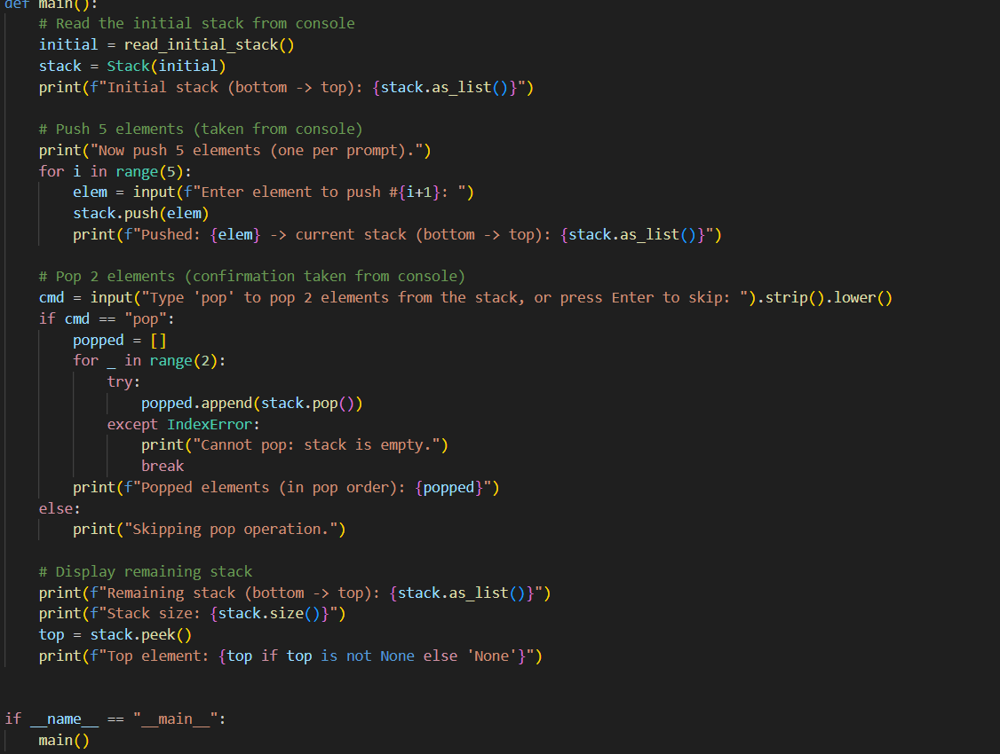 def main():
    # Read the initial stack from console
    initial = read_initial_stack()
    stack = Stack(initial)
    print(f"Initial stack (bottom -> top): {stack.as_list()}")

    # Push 5 elements (taken from console)
    print("Now push 5 elements (one per prompt).")
    for i in range(5):
        elem = input(f"Enter element to push #{i+1}: ")
        stack.push(elem)
        print(f"Pushed: {elem} -> current stack (bottom -> top): {stack.as_list()}")

    # Pop 2 elements (confirmation taken from console)
    cmd = input("Type 'pop' to pop 2 elements from the stack, or press Enter to skip: ").strip().lower()
    if cmd == "pop":
        popped = []
        for _ in range(2):
            try:
                popped.append(stack.pop())
            except IndexError:
                print("Cannot pop: stack is empty.")
                break
        print(f"Popped elements (in pop order): {popped}")
    else:
        print("Skipping pop operation.")

    # Display remaining stack
    print(f"Remaining stack (bottom -> top): {stack.as_list()}")
    print(f"Stack size: {stack.size()}")
    top = stack.peek()
    print(f"Top element: {top if top is not None else 'None'}")


if __name__ == "__main__":
    main()